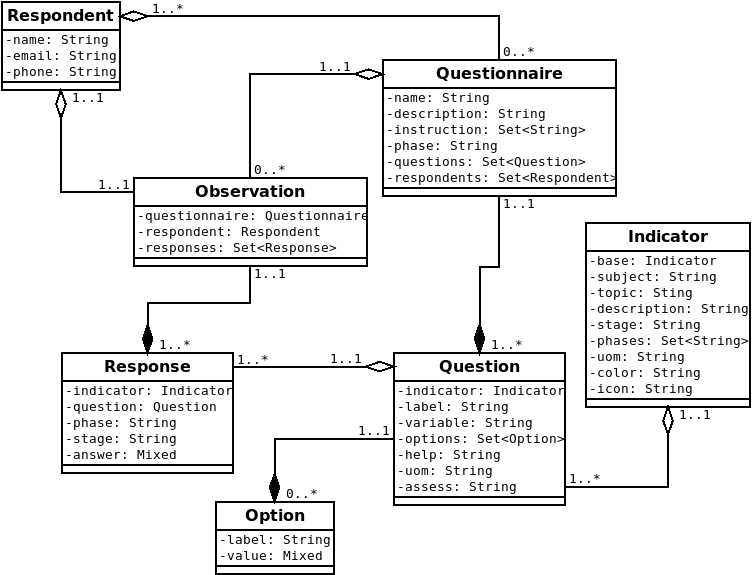 Respondent
-name: String
-email: String
-phone: String
1..*
0..*
1..1
1..1
Questionnaire
-name: String
-description: String
-instruction: Set<String>
-phase: String
-questions: Set<Question>
-respondents: Set<Respondent>
1..1
0..*
1..1
Observation
-questionnaire: Questionnaire
-respondent: Respondent
-responses: Set<Response>
1..1
1..1
Indicator
-base: Indicator
-subject: String
-topic: Sting
-description: String
-stage: String
-phases: Set<String>
-uom: String
-color: String
-icon: String
1..1
1..*
1..*
Response
-indicator: Indicator
-question: Question
-phase: String
-stage: String
-answer: Mixed
1..*
1..1
Question
-indicator: Indicator
-label: String
-variable: String
-options: Set<Option>
-help: String
-uom: String
-assess: String
1..1
1..*
0..*
Option
-label: String
-value: Mixed